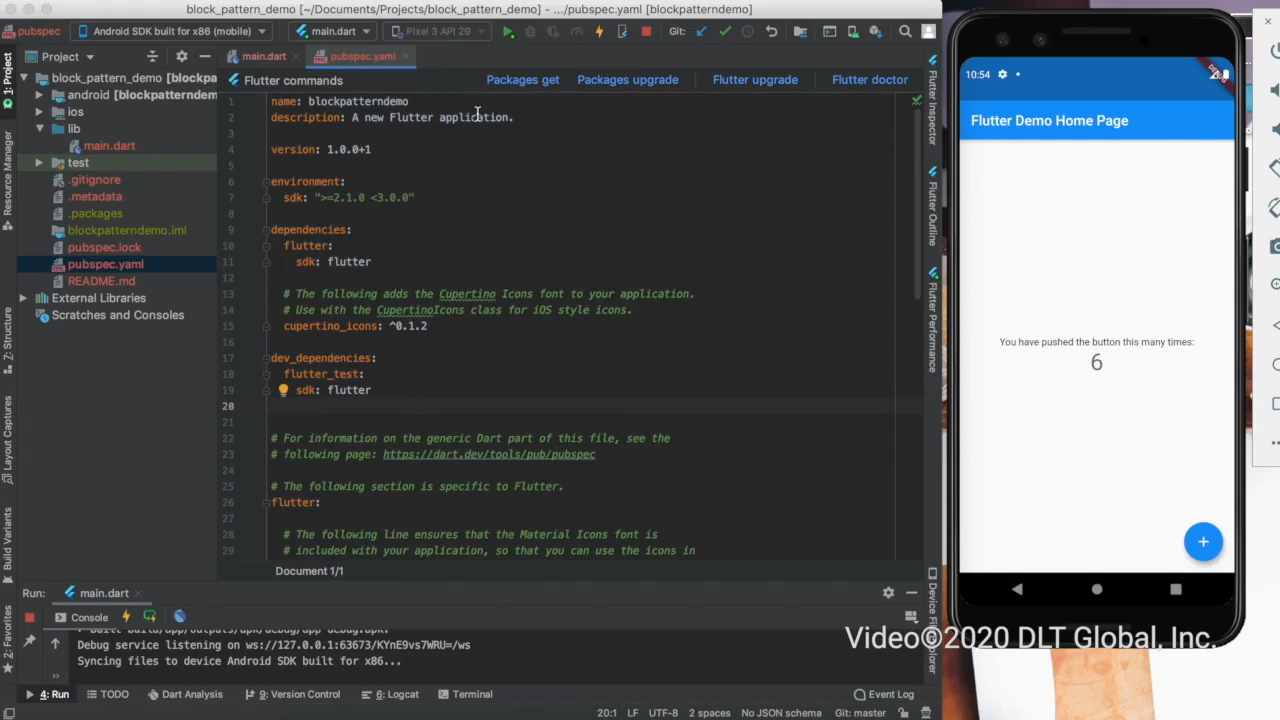 block_pattern_demo [~/Documents/Projects/block_pattern_demo] - .../pubspec.yaml [blockpatterndemo]
pubspec
Android SDK built for x86 (mobile)
main.dart
Pixel 3 API 29
Git:
1: Project
Resource Manager
Z: Structure
Layout Captures
Build Variants
2: Favorites
Project
block_pattern_demo [blockpa
android [blockpatterndem
ios
lib
main.dart
test
.gitignore
.metadata
.packages
blockpatterndemo.iml
pubspec.lock
pubspec.yaml
README.md
External Libraries
Scratches and Consoles
main.dart
pubspec.yaml
Flutter commands
Packages get
Packages upgrade
Flutter upgrade
Flutter doctor
1 name: blockpatterndemo
2 description: A new Flutter application.
3
4 version: 1.0.0+1
5
6 environment:
7 sdk: ">=2.1.0 <3.0.0"
8
9 dependencies:
10 flutter:
11 sdk: flutter
12
13 # The following adds the Cupertino Icons font to your application.
14 # Use with the CupertinoIcons class for iOS style icons.
15 cupertino_icons: ^0.1.2
16
17 dev_dependencies:
18 flutter_test:
19 sdk: flutter
20
21
22 # For information on the generic Dart part of this file, see the
23 # following page: https://dart.dev/tools/pub/pubspec
24
25 # The following section is specific to Flutter.
26 flutter:
27
28 # The following line ensures that the Material Icons font is
29 # included with your application, so that you can use the icons in
Document 1/1
Flutter Inspector
Flutter Outline
Flutter Performance
Run:
main.dart
Console
Debug service listening on ws://127.0.0.1:63673/KYnE9vs7WRU=/ws
Syncing files to device Android SDK built for x86...
4: Run
TODO
Dart Analysis
9: Version Control
6: Logcat
Terminal
Event Log
20:1
LF
UTF-8
2 spaces
No JSON schema
Git: master
10:54
DEBUG
Flutter Demo Home Page
You have pushed the button this many times:
6
Video©2020 DLT Global, Inc.